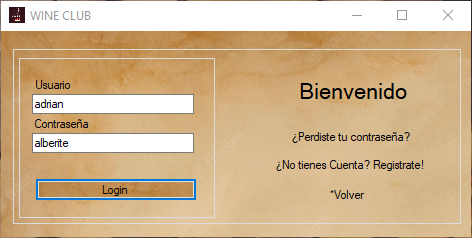 WINE CLUB
Usuario
adrian
Contraseña
alberite
Login
Bienvenido
¿Perdiste tu contraseña?
¿No tienes Cuenta? Registrate!
*Volver